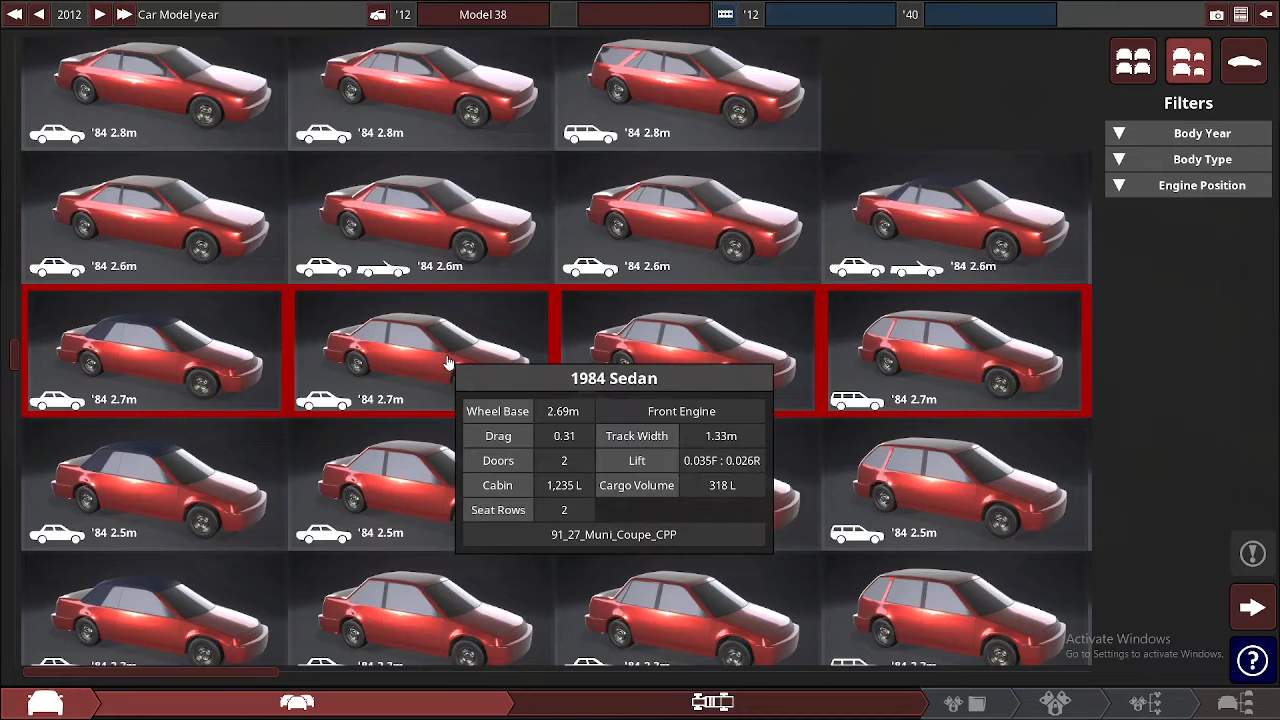 2012 Car Model year '12 Model 38 '12 '40
Filters
Body Year
Body Type
Engine Position
'84 2.8m '84 2.8m '84 2.8m
'84 2.6m '84 2.6m '84 2.6m '84 2.6m
'84 2.7m '84 2.7m '84 2.7m
1984 Sedan
Wheel Base 2.69m Front Engine
Drag 0.31 Track Width 1.33m
Doors 2 Lift 0.035F : 0.026R
Cabin 1,235 L Cargo Volume 318 L
Seat Rows 2
91_27_Muni_Coupe_CPP
'84 2.5m '84 2.5m '84 2.5m
Activate Windows
Go to Settings to activate Windows.